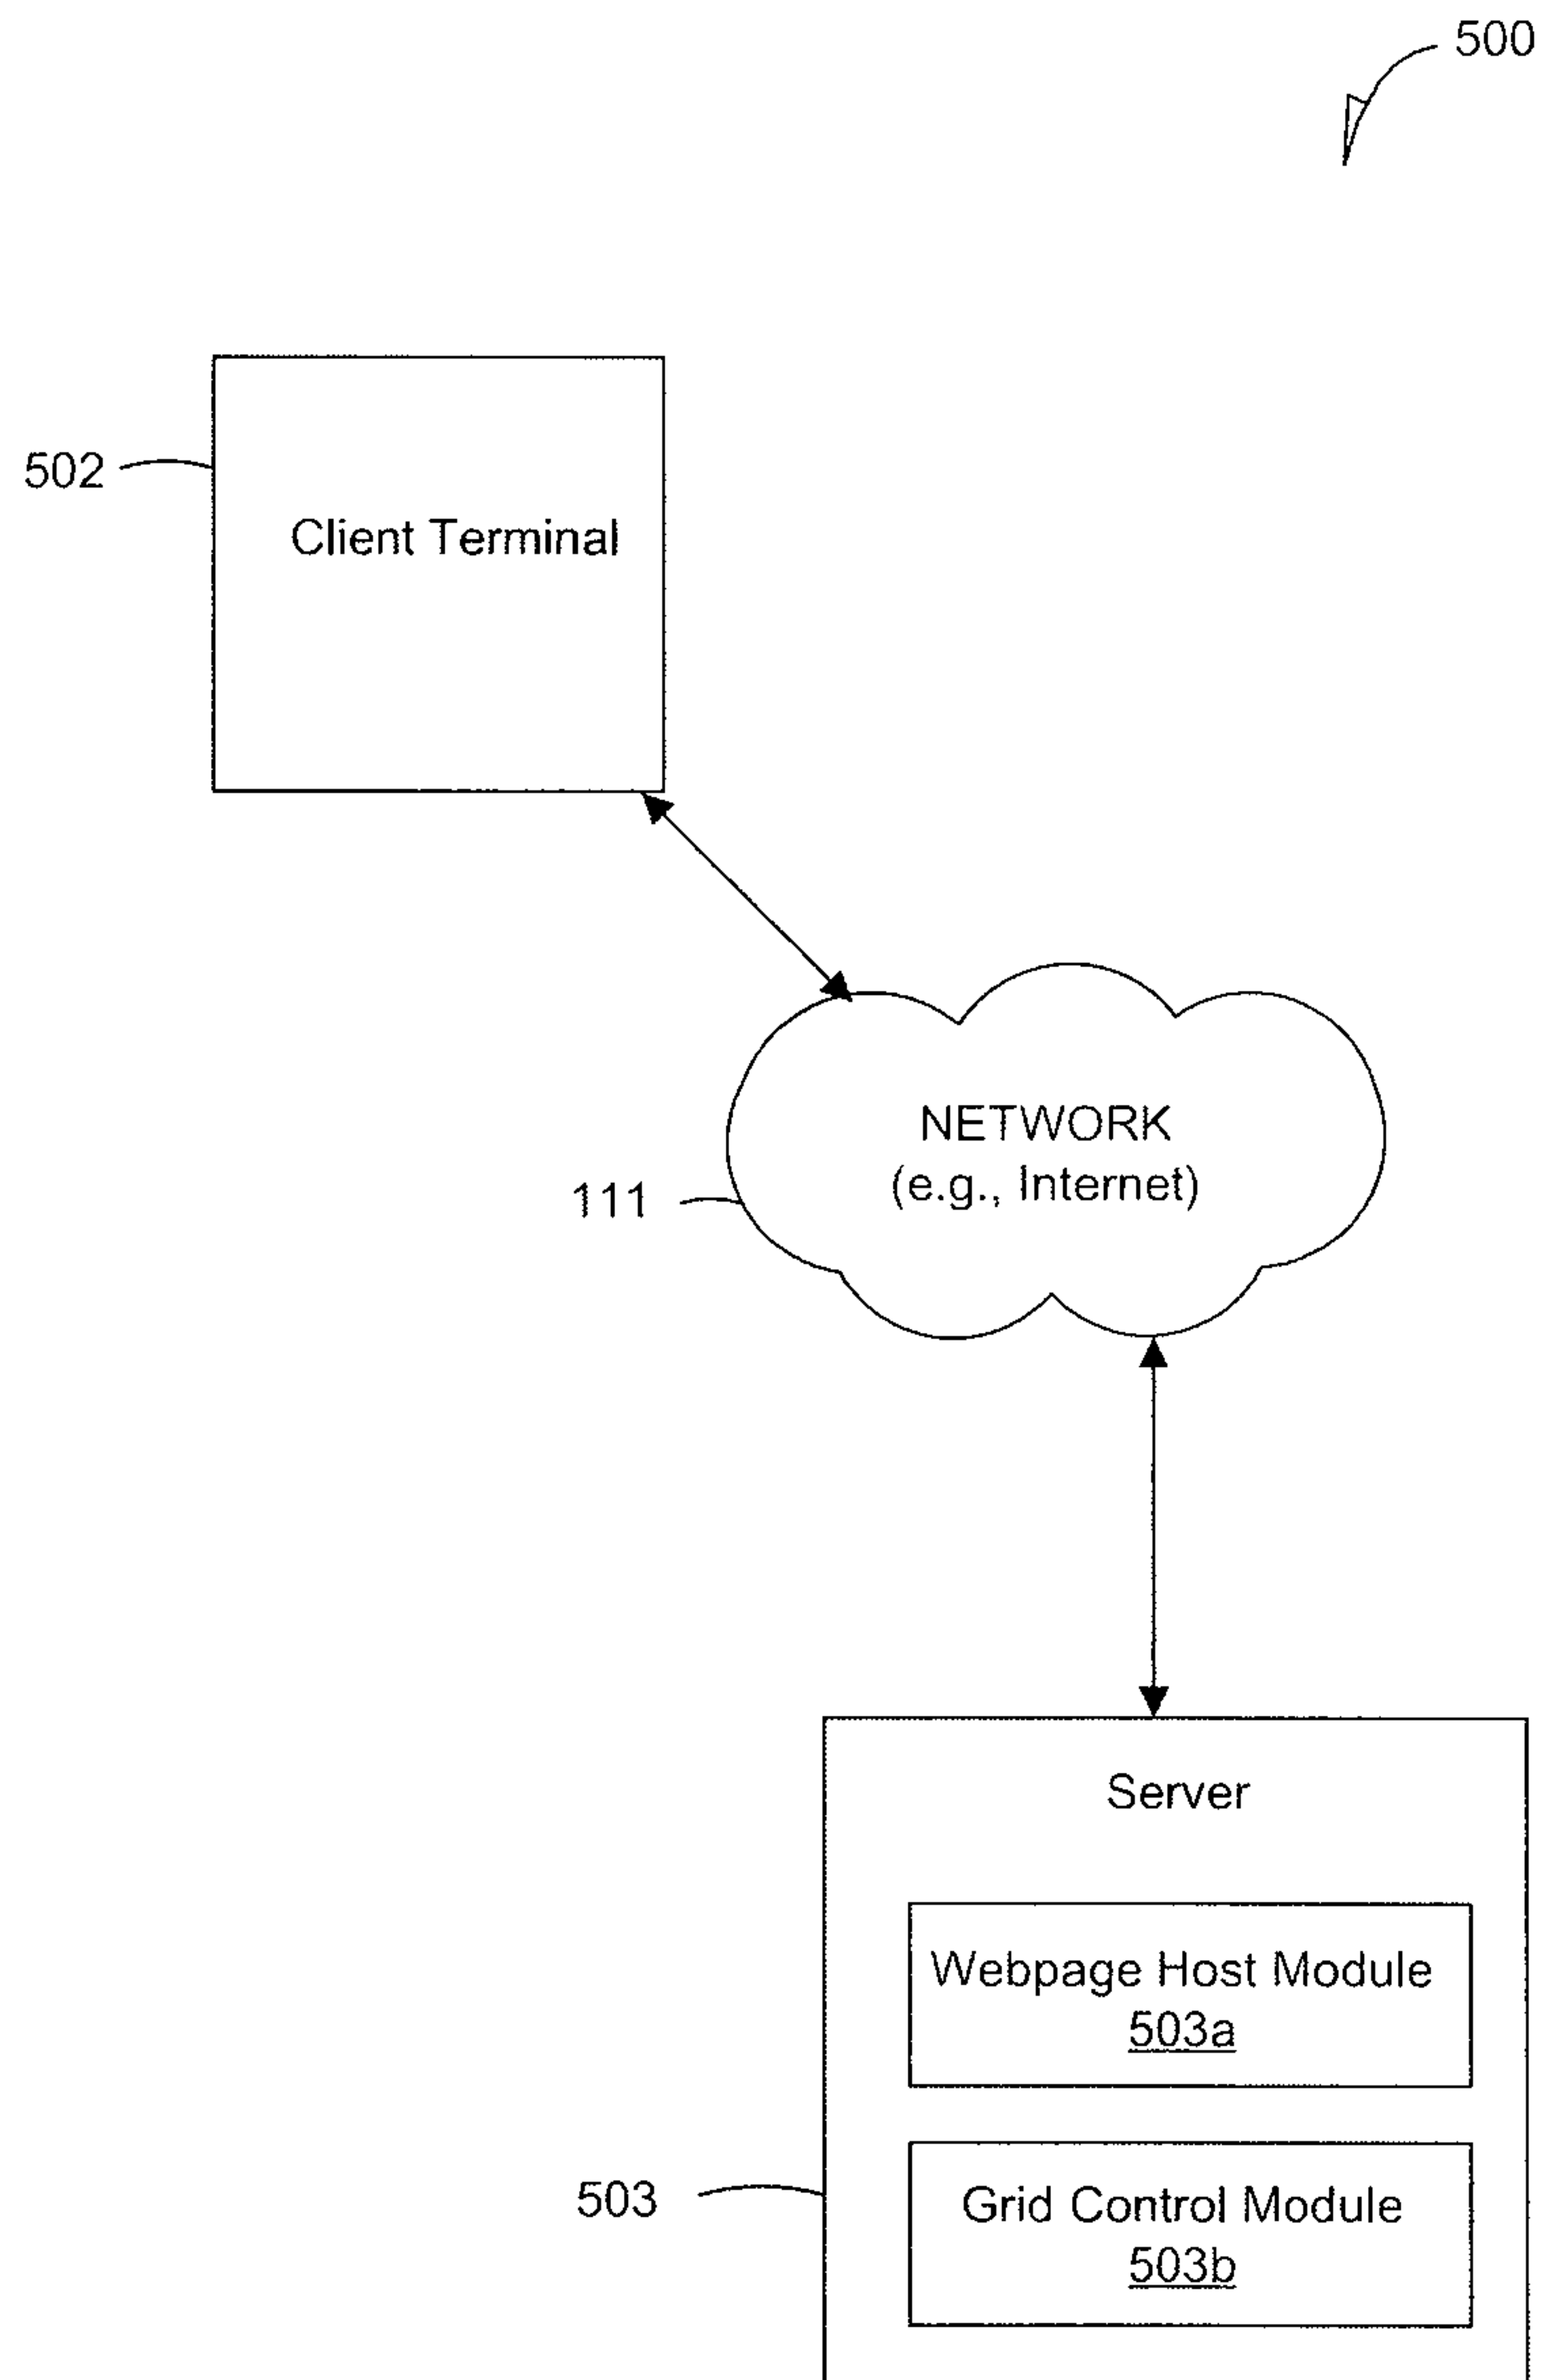 500
502
Client Terminal
NETWORK
(e.g., Internet)
111
Server
Webpage Host Module
503a
503
Grid Control Module
503b